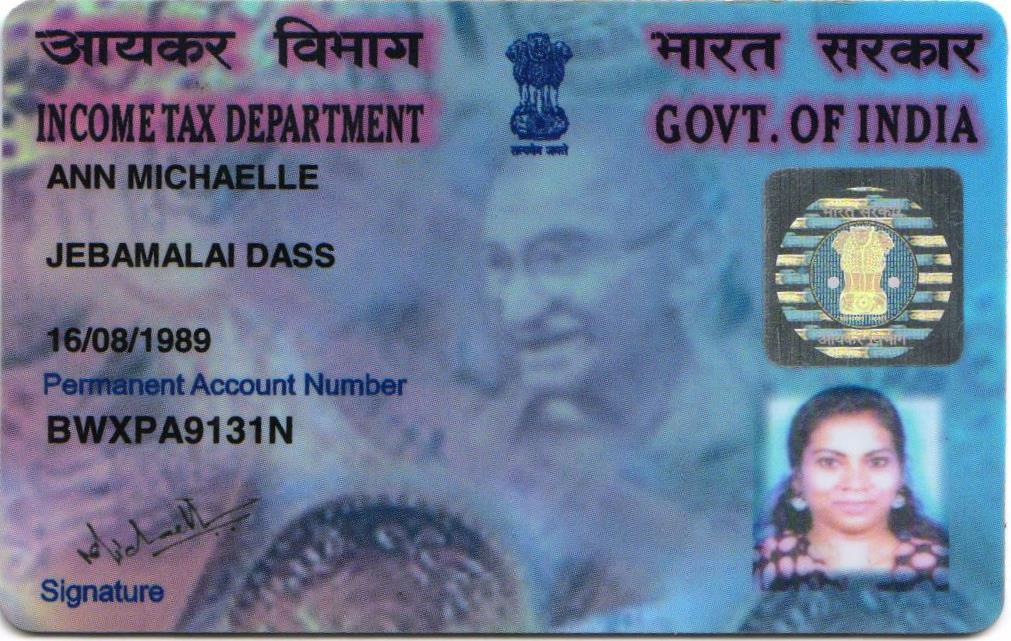 आयकर विभाग
भारत सरकार
INCOME TAX DEPARTMENT
GOVT. OF INDIA
सत्यमेव जयते
ANN MICHAELLE
JEBAMALAI DASS
16/08/1989
Permanent Account Number
BWXPA9131N
Signature
भारत सरकार
आयकर विभाग